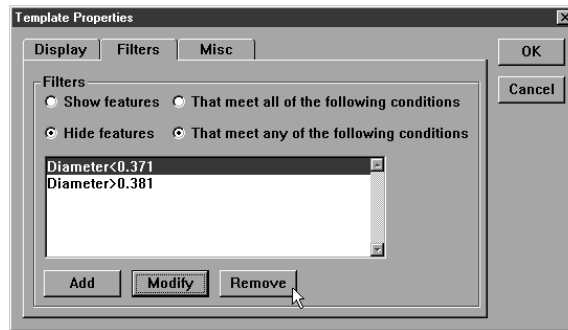 Template Properties
Display Filters Misc
OK
Cancel
Filters
Show features That meet all of the following conditions
Hide features That meet any of the following conditions
Diameter<0.371
Diameter>0.381
Add Modify Remove